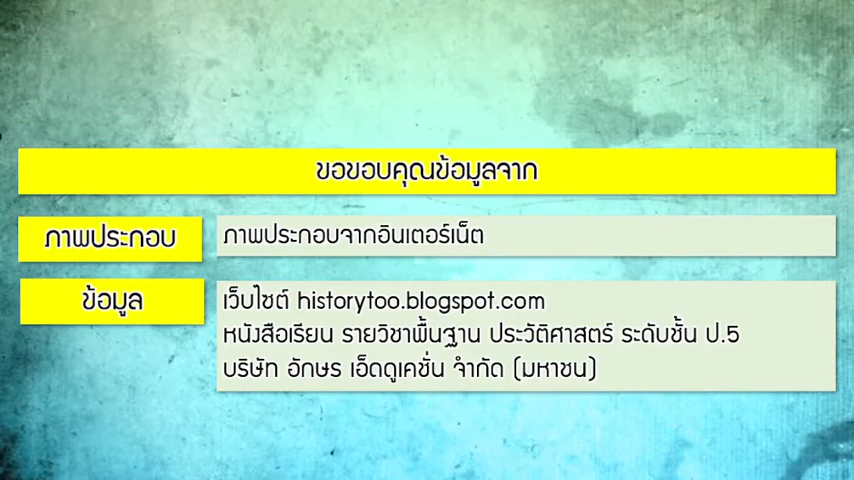 ขอขอบคุณข้อมูลจาก
ภาพประกอบ
ภาพประกอบจากอินเตอร์เน็ต
ข้อมูล
เว็บไซต์ historytoo.blogspot.com
หนังสือเรียน รายวิชาพื้นฐาน ประวัติศาสตร์ ระดับชั้น ป.5
บริษัท อักษร เอ็ดดูเคชั่น จำกัด (มหาชน)